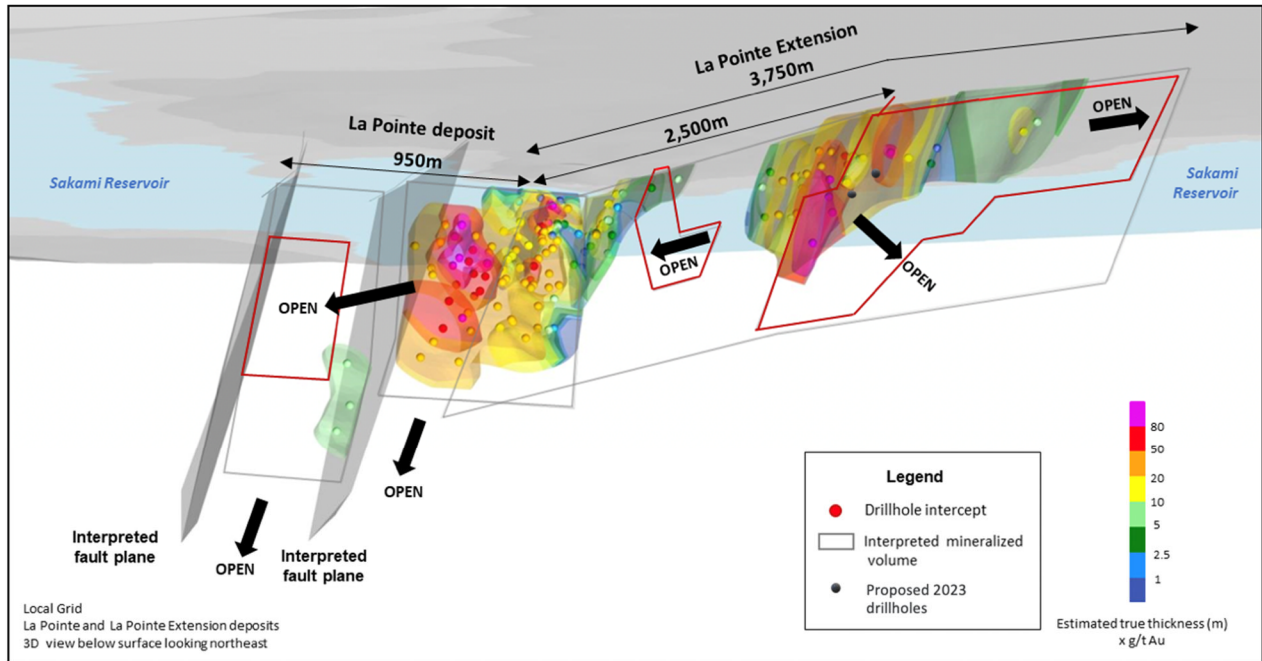 La Pointe Extension
3,750m
2,500m
La Pointe deposit
950m
Sakami Reservoir
Sakami
Reservoir
OPEN
OPEN
OPEN
OPEN
OPEN
OPEN
Interpreted
fault plane
Interpreted
fault plane
Local Grid
La Pointe and La Pointe Extension deposits
3D view below surface looking northeast
Legend
Drillhole intercept
Interpreted mineralized
volume
Proposed 2023
drillholes
80
50
20
10
5
2.5
1
Estimated true thickness (m)
x g/t Au